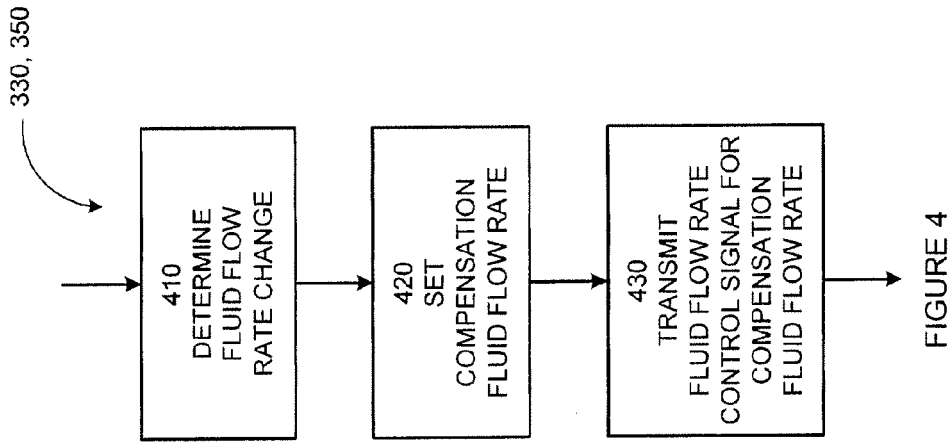 330, 350
410
DETERMINE
FLUID FLOW
RATE CHANGE
420
SET
COMPENSATION
FLUID FLOW RATE
430
TRANSMIT
FLUID FLOW RATE
CONTROL SIGNAL FOR
COMPENSATION
FLUID FLOW RATE
FIGURE 4